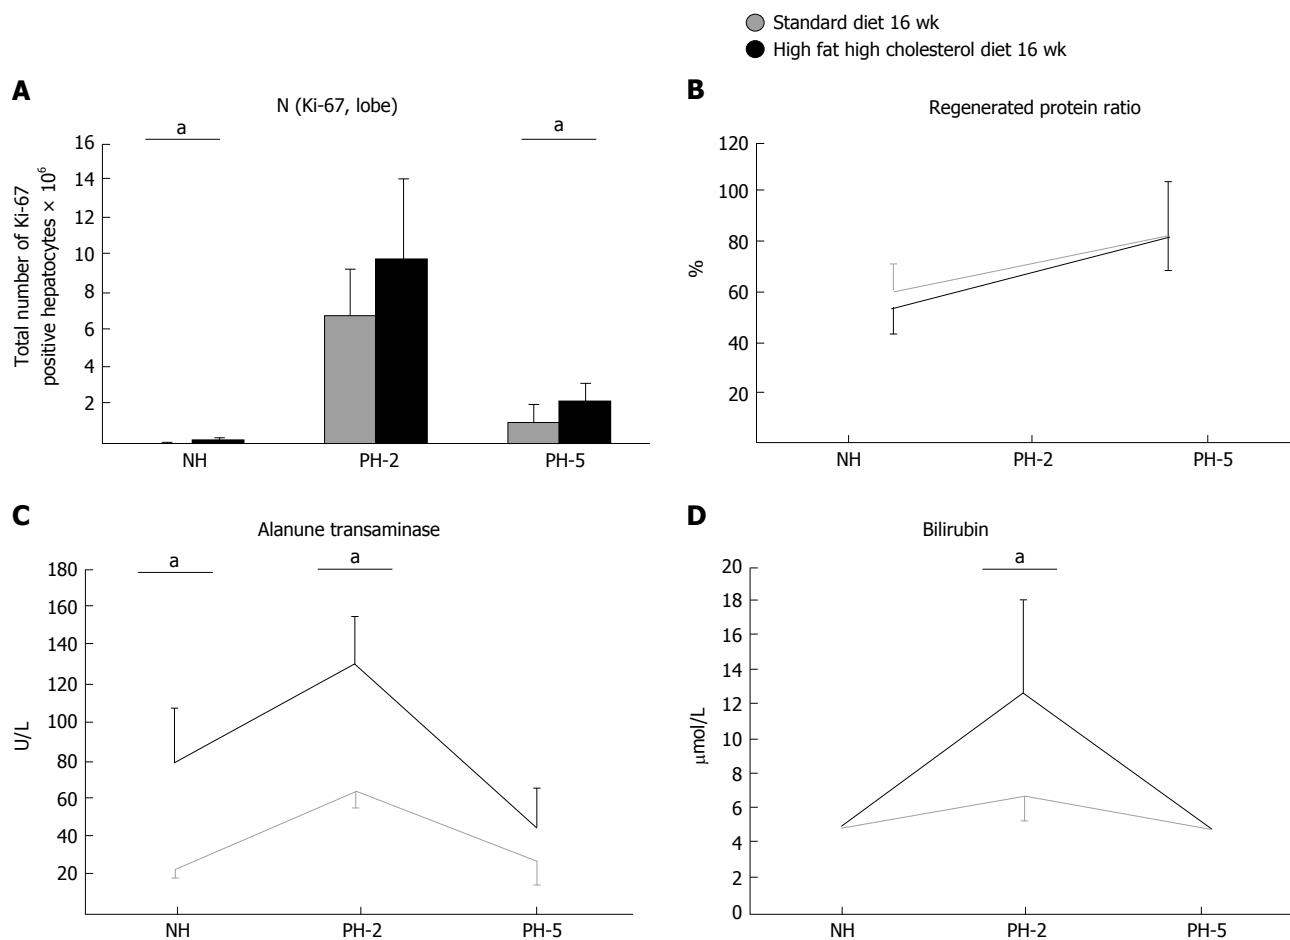 Standard diet 16 wk
High fat high cholesterol diet 16 wk
A
N (Ki-67, lobe)
a
a
Total number of Ki-67
positive hepatocytes × 10⁶
16
14
12
10
8
6
4
2
NH
PH-2
PH-5
B
Regenerated protein ratio
%
120
100
80
60
40
20
NH
PH-2
PH-5
C
Alanune transaminase
a
a
U/L
180
160
140
120
100
80
60
40
20
NH
PH-2
PH-5
D
Bilirubin
a
μmol/L
20
18
16
14
12
10
8
6
4
2
0
NH
PH-2
PH-5